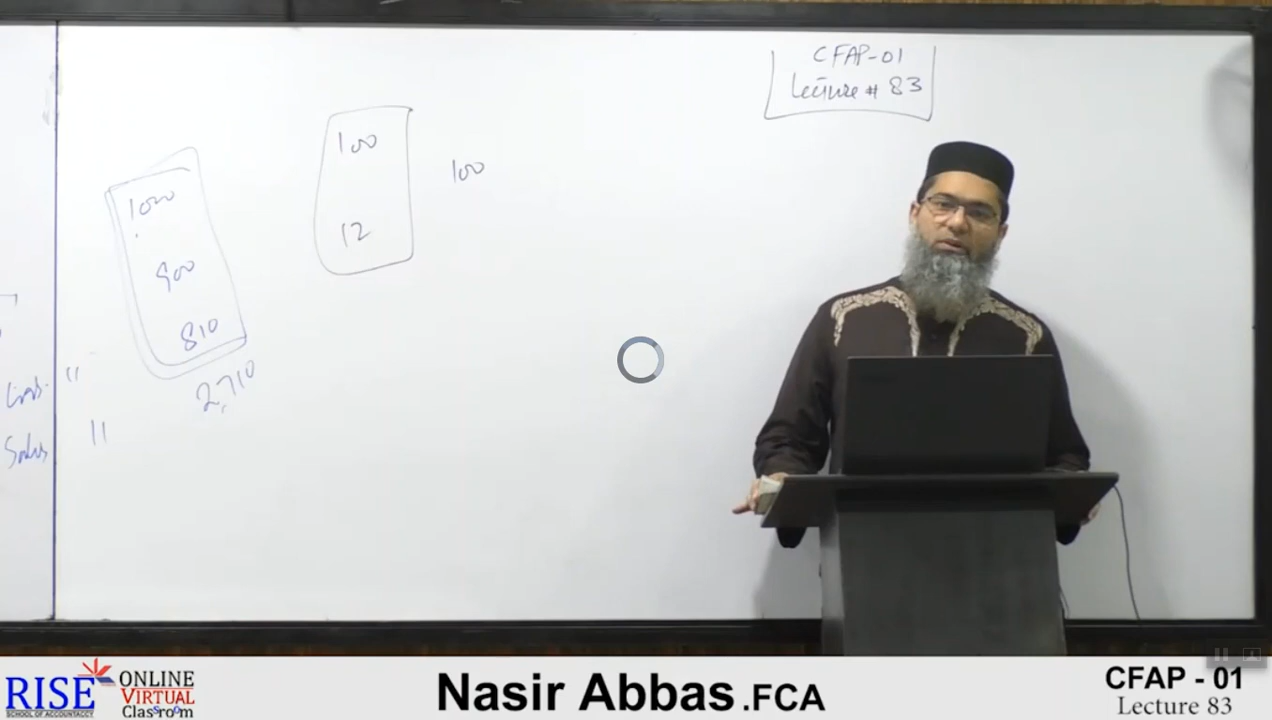 CFAP-01
Lecture # 83
100
100
12
1000
900
810
2,710
Sales
"
11
RISE
SCHOOL OF ACCOUNTANCY
ONLINE
VIRTUAL
Classroom
Nasir Abbas.FCA
CFAP - 01
Lecture 83